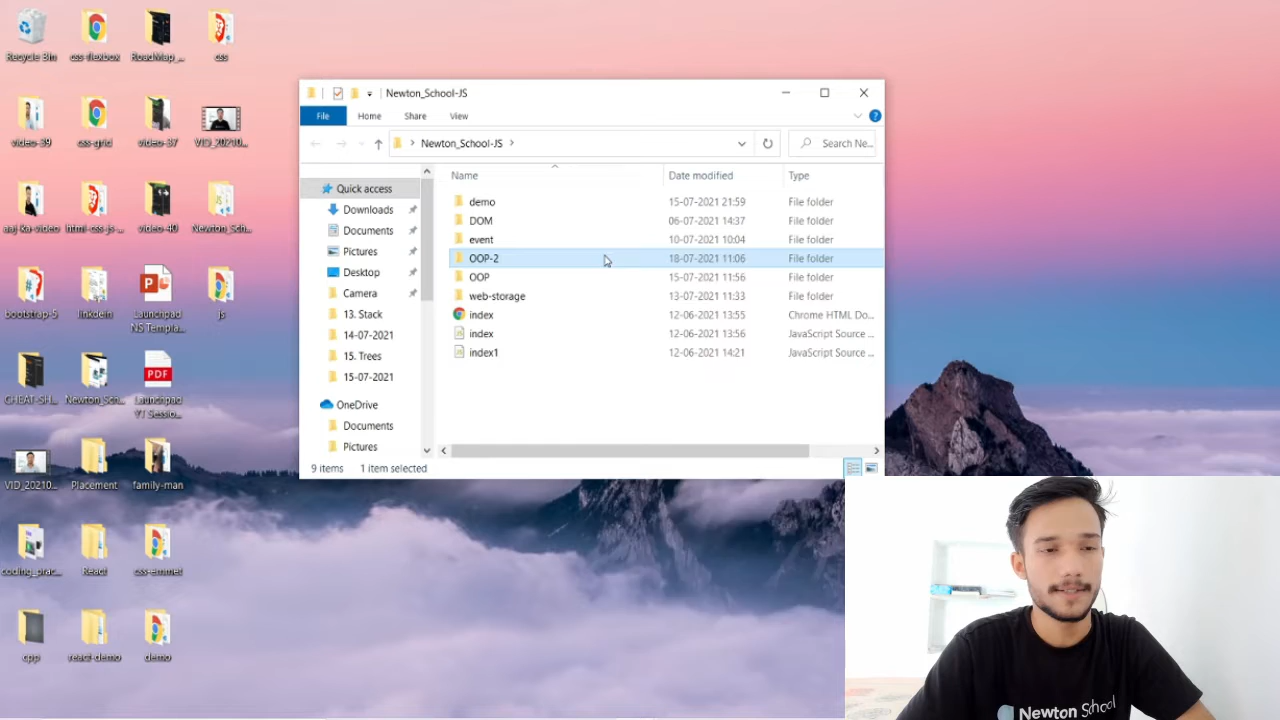 Recycle Bin
css-flexbox
RoadMap_...
css
video-39
css-grid
video-37
VID_20210...
aaj-ka-video
html-css-js-...
video-40
Newton_Sch...
bootstrap-5
linkdein
Launchpad
NS Templa...
js
CHEAT-SH...
Newton_Sch...
Launchpad
YT Sessio...
VID_20210...
Placement
family-man
coding_prac...
React
css-emmet
cpp
react-demo
demo
Newton_School-JS
File Home Share View
Newton_School-JS
Search Ne...
Name Date modified Type
Quick access
Downloads
Documents
Pictures
Desktop
Camera
13. Stack
14-07-2021
15. Trees
15-07-2021
OneDrive
Documents
Pictures
demo 15-07-2021 21:59 File folder
DOM 06-07-2021 14:37 File folder
event 10-07-2021 10:04 File folder
OOP-2 18-07-2021 11:06 File folder
OOP 15-07-2021 11:56 File folder
web-storage 13-07-2021 11:33 File folder
index 12-06-2021 13:55 Chrome HTML Do...
index 12-06-2021 13:56 JavaScript Source ...
index1 12-06-2021 14:21 JavaScript Source ...
9 items 1 item selected
Newton School